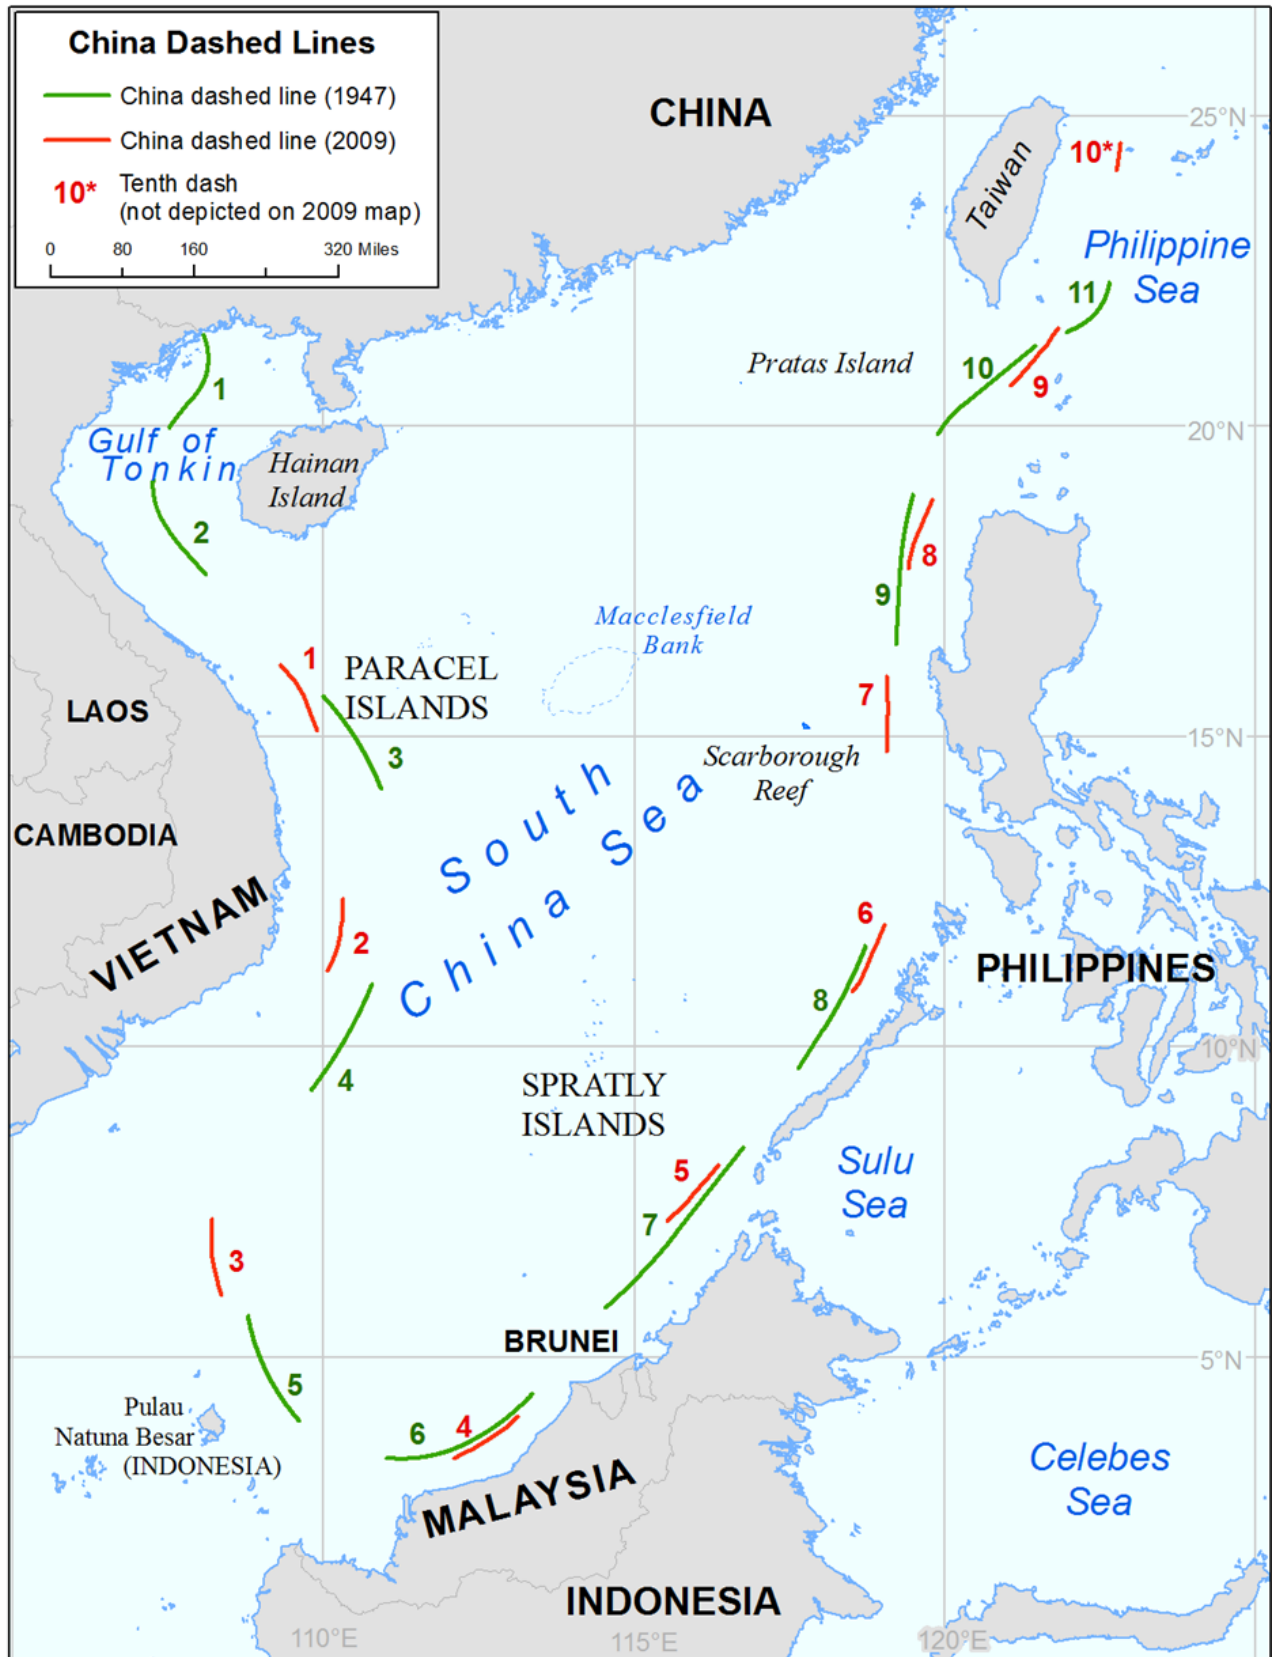 China Dashed Lines
China dashed line (1947)
China dashed line (2009)
10* Tenth dash
(not depicted on 2009 map)
0 80 160 320 Miles
CHINA
25°N
10*
Taiwan
Philippine
Sea
11
Pratas Island
10
9
1
20°N
Gulf of
Tonkin
Hainan
Island
2
8
9
Macclesfield
Bank
1
PARACEL
ISLANDS
7
LAOS
15°N
3
Scarborough
Reef
South
China Sea
CAMBODIA
VIETNAM
2
6
PHILIPPINES
8
10°N
4
SPRATLY
ISLANDS
5
Sulu
Sea
7
3
BRUNEI
5°N
5
Pulau
Natuna Besar
(INDONESIA)
6
4
Celebes
Sea
MALAYSIA
INDONESIA
110°E
115°E
120°E